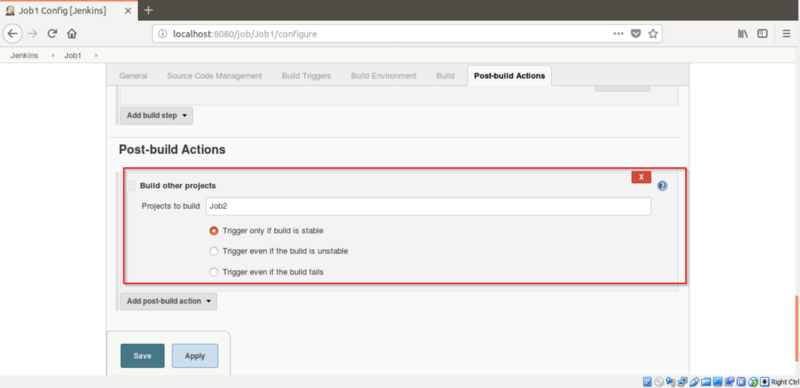 Job1 Config [Jenkins]
localhost:8080/job/Job1/configure
Jenkins Job1
General Source Code Management Build Triggers Build Environment Build Post-build Actions
Add build step
Post-build Actions
Build other projects
X
?
Projects to build Job2
Trigger only if build is stable
Trigger even if the build is unstable
Trigger even if the build fails
Add post-build action
Save Apply
Right Ctrl